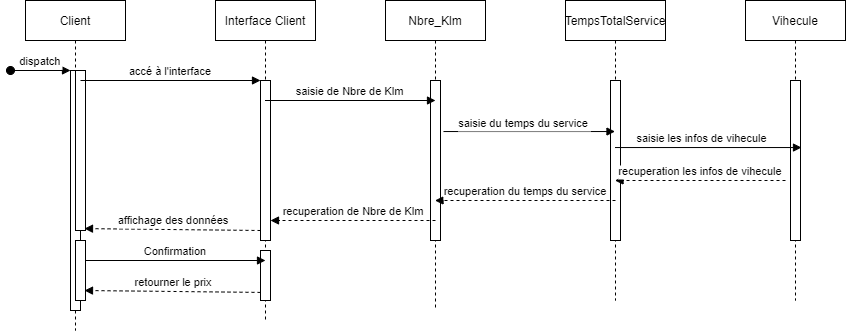 Client
Interface Client
Nbre_Klm
TempsTotalService
Vihecule
dispatch
accé à l'interface
saisie de Nbre de Klm
saisie du temps du service
saisie les infos de vihecule
recuperation les infos de vihecule
recuperation du temps du service
recuperation de Nbre de Klm
affichage des données
Confirmation
retourner le prix